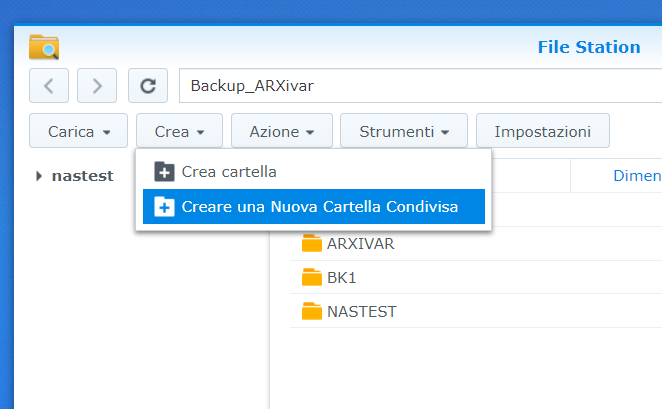 File Station
Backup_ARXivar
Carica Crea Azione Strumenti Impostazioni
nastest
Crea cartella
Creare una Nuova Cartella Condivisa
Dimen
ARXIVAR
BK1
NASTEST